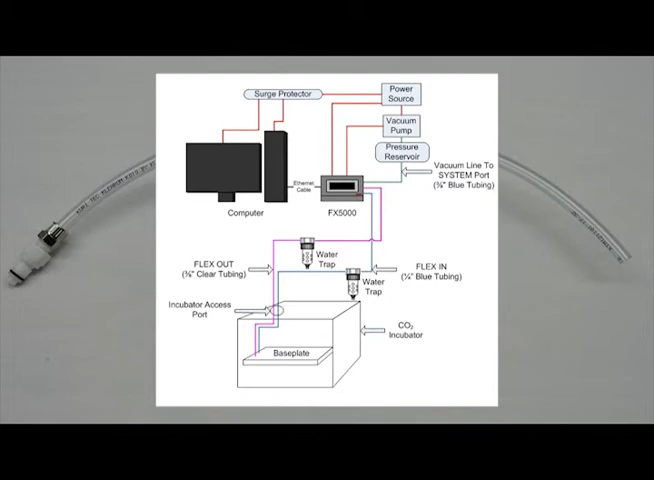 Surge Protector
Power
Source
Vacuum
Pump
Pressure
Reservoir
Vacuum Line To
SYSTEM Port
(⅜" Blue Tubing)
Ethernet
Cable
Computer
FX5000
FLEX OUT
(⅜" Clear Tubing)
Water
Trap
FLEX IN
(¼" Blue Tubing)
Water
Trap
Incubator Access
Port
CO₂
Incubator
Baseplate